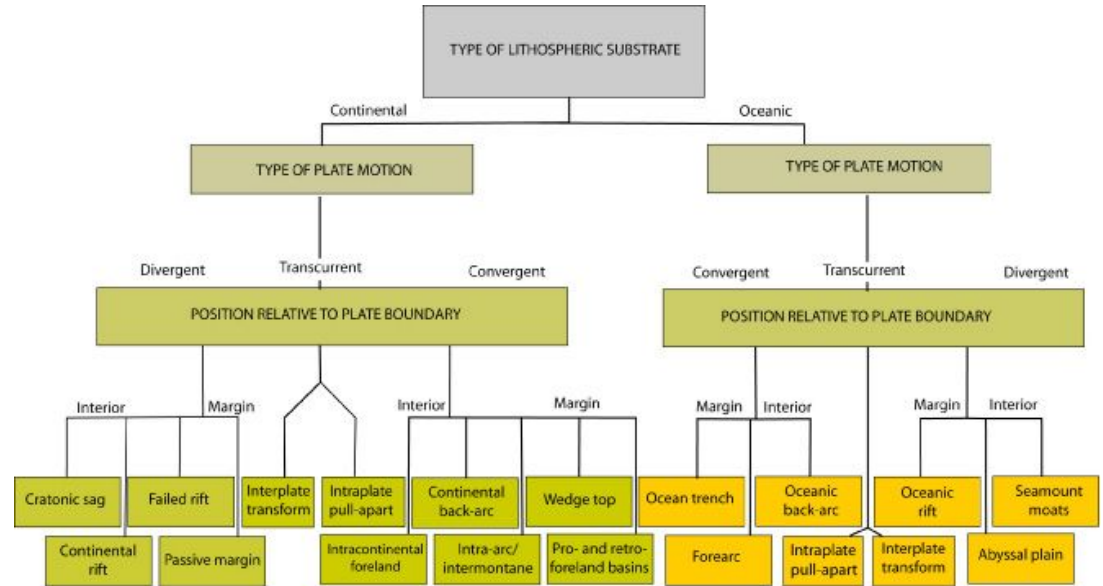 TYPE OF LITHOSPHERIC SUBSTRATE
Continental
Oceanic
TYPE OF PLATE MOTION
TYPE OF PLATE MOTION
Divergent
Transcurrent
Convergent
Convergent
Transcurrent
Divergent
POSITION RELATIVE TO PLATE BOUNDARY
POSITION RELATIVE TO PLATE BOUNDARY
Interior
Margin
Interior
Margin
Margin
Interior
Margin
Interior
Cratonic sag
Failed rift
Interplate
transform
Intraplate
pull-apart
Continental
back-arc
Wedge top
Ocean trench
Oceanic
back-arc
Oceanic
rift
Seamount
moats
Continental
rift
Passive margin
Intracontinental
foreland
Intra-arc/
intermontane
Pro- and retro-
foreland basins
Forearc
Intraplate
pull-apart
Interplate
transform
Abyssal plain